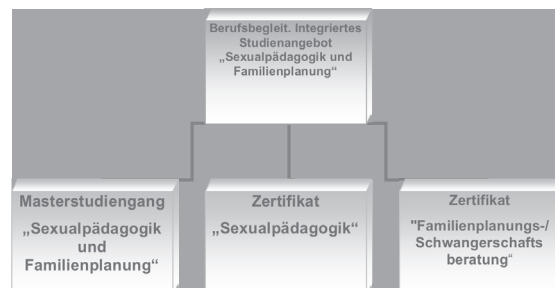 Berufsbegleit. Integriertes
Studienangebot
„Sexualpädagogik und
Familienplanung“
Masterstudiengang
„Sexualpädagogik
und
Familienplanung“
Zertifikat
„Sexualpädagogik“
Zertifikat
"Familienplanungs-/
Schwangerschafts
beratung“